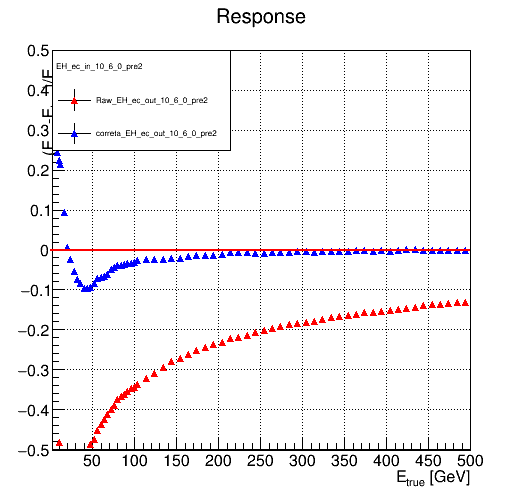 Response
EH_ec_in_10_6_0_pre2
Raw_EH_ec_out_10_6_0_pre2
correta_EH_ec_out_10_6_0_pre2
0.5
0.4
0.3
0.2
0.1
0
−0.1
−0.2
−0.3
−0.4
−0.5
50 100 150 200 250 300 350 400 450 500
E_true [GeV]